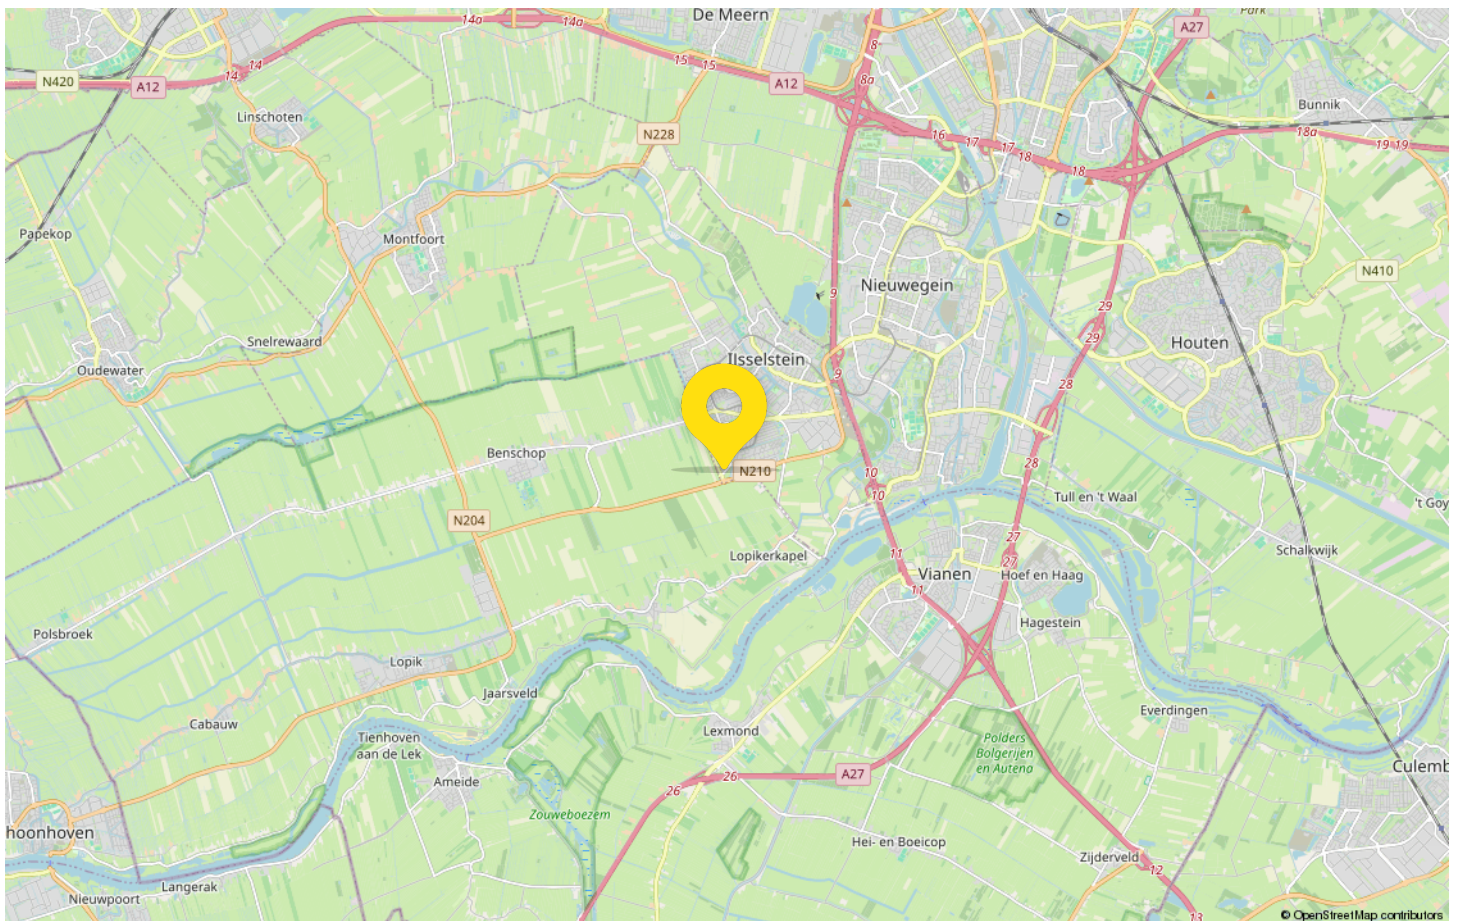 De Meern
Park
14a
14a
A27
8
15
15
14
14
N420
A12
A12
8a
Bunnik
Linschoten
N228
16
17
17
18
18
18a
19 19
Papekop
Montfoort
N410
Nieuwegein
9
29
29
Snelrewaard
Houten
IJsselstein
Oudewater
9
28
Benschop
N210
28
10
10
Tull en 't Waal
't Goy
N204
27
Lopikerkapel
11
27
Schalkwijk
Vianen
Hoef en Haag
11
Polsbroek
Hagestein
Lopik
Jaarsveld
Cabauw
Everdingen
Lexmond
Tienhoven
aan de Lek
Polders
Bolgerijen
en Autena
Culemb
Ameide
26
A27
26
Zouweboezem
hoonhoven
Hei- en Boeicop
Zijderveld
12
Langerak
Nieuwpoort
13
© OpenStreetMap contributors